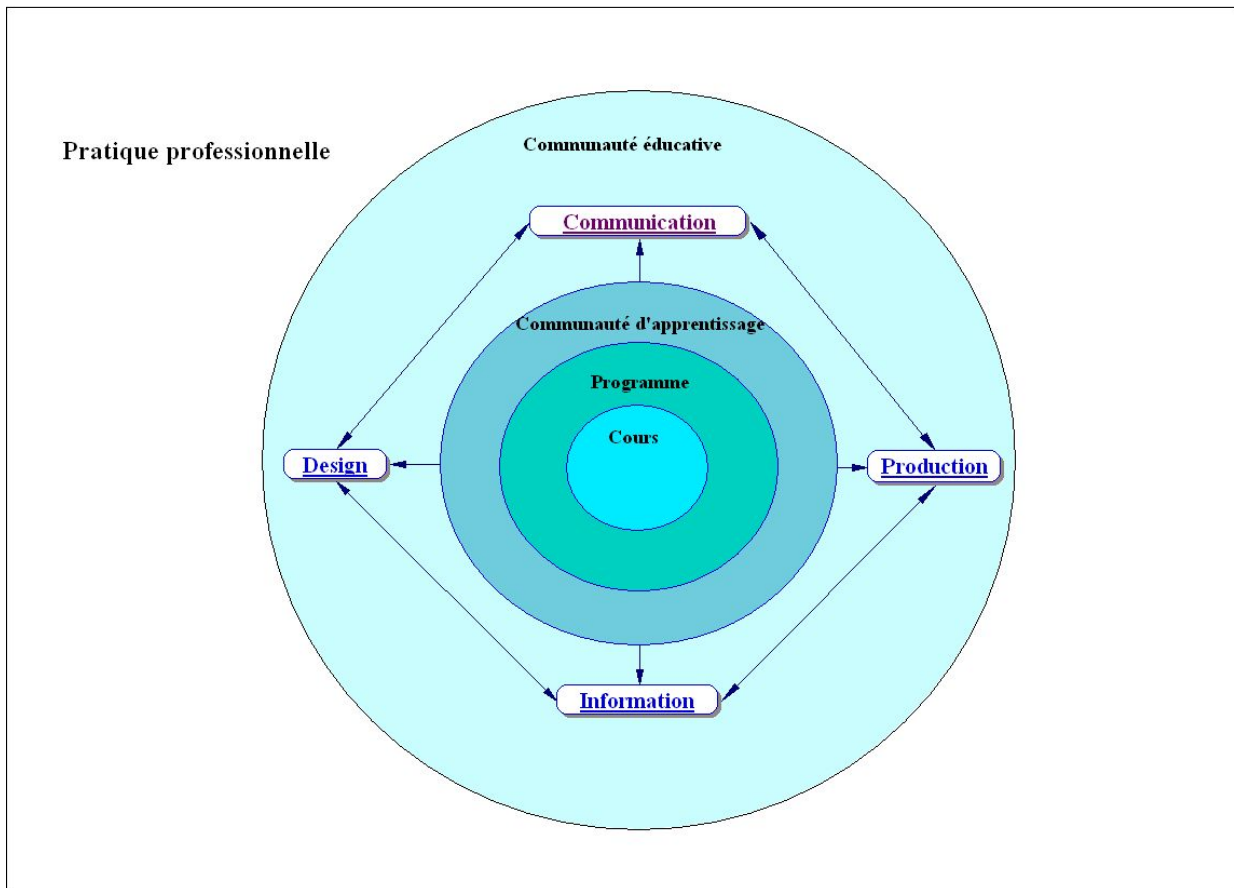 Communauté éducative
Pratique professionnelle
Communication
Communauté d'apprentissage
Programme
Cours
Design
Production
Information